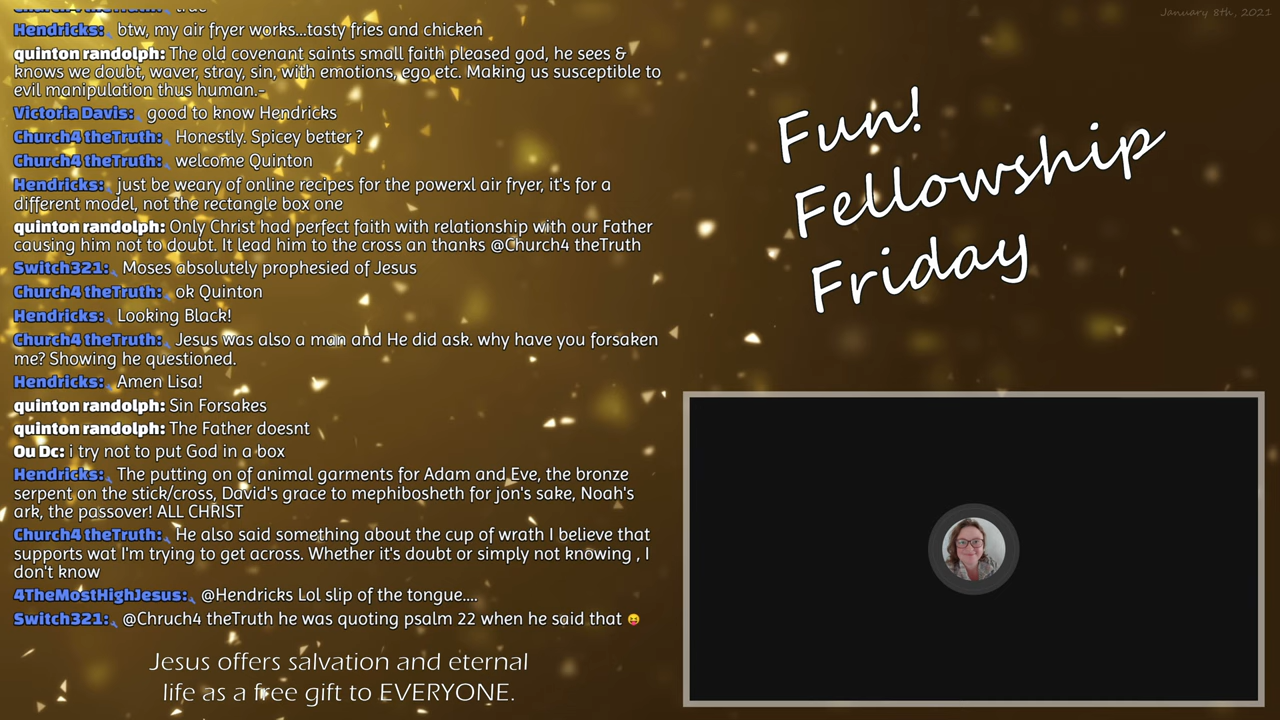 Church4 theTruth: true
Hendricks: btw, my air fryer works...tasty fries and chicken
quinton randolph: The old covenant saints small faith pleased god, he sees &
knows we doubt, waver, stray, sin, with emotions, ego etc. Making us susceptible to
evil manipulation thus human.-
Victoria Davis: good to know Hendricks
Church4 theTruth: Honestly. Spicey better ?
Church4 theTruth: welcome Quinton
Hendricks: just be weary of online recipes for the powerxl air fryer, it's for a
different model, not the rectangle box one
quinton randolph: Only Christ had perfect faith with relationship with our Father
causing him not to doubt. It lead him to the cross an thanks @Church4 theTruth
Switch321: Moses absolutely prophesied of Jesus
Church4 theTruth: ok Quinton
Hendricks: Looking Black!
Church4 theTruth: Jesus was also a man and He did ask. why have you forsaken
me? Showing he questioned.
Hendricks: Amen Lisa!
quinton randolph: Sin Forsakes
quinton randolph: The Father doesnt
Ou Dc: i try not to put God in a box
Hendricks: The putting on of animal garments for Adam and Eve, the bronze
serpent on the stick/cross, David's grace to mephibosheth for jon's sake, Noah's
ark, the passover! ALL CHRIST
Church4 theTruth: He also said something about the cup of wrath I believe that
supports wat I'm trying to get across. Whether it's doubt or simply not knowing , I
don't know
4TheMostHighJesus: @Hendricks Lol slip of the tongue....
Switch321: @Chruch4 theTruth he was quoting psalm 22 when he said that 😝
Jesus offers salvation and eternal
life as a free gift to EVERYONE.
January 8th, 2021
Fun!
Fellowship
Friday